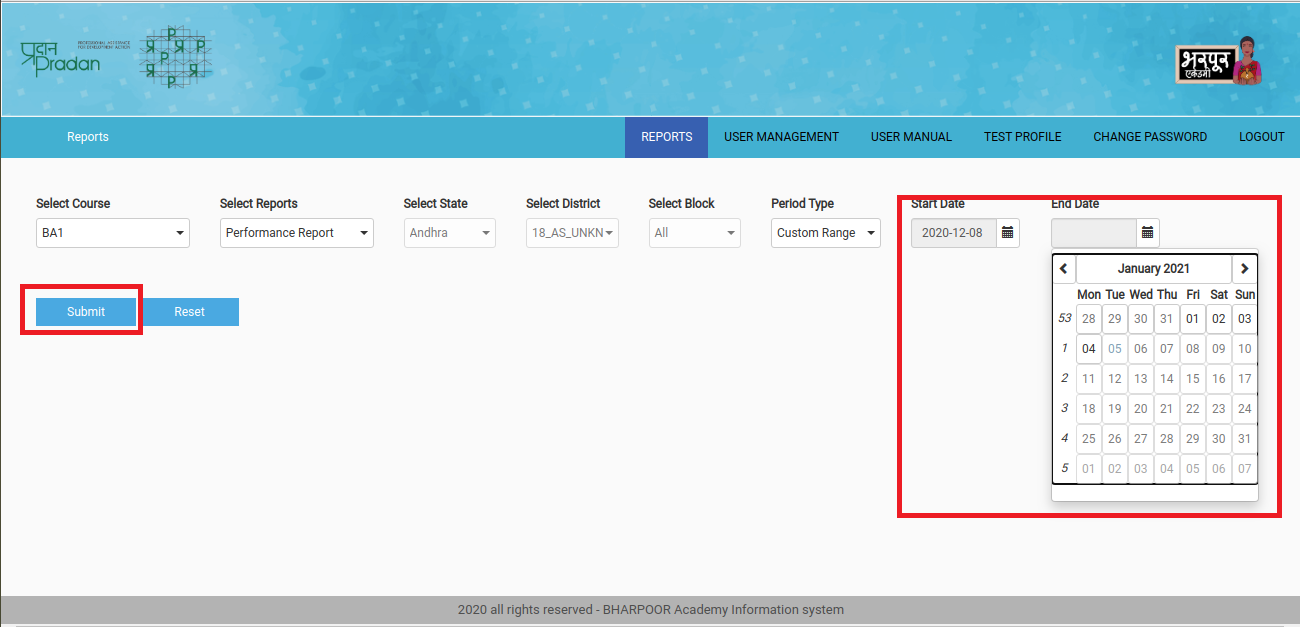 प्रदान
Pradan
PROFESSIONAL ASSISTANCE
FOR DEVELOPMENT ACTION
P
P प्र P
प्र P प्र
P
भरपूर
एकेडमी
Reports
REPORTS USER MANAGEMENT USER MANUAL TEST PROFILE CHANGE PASSWORD LOGOUT
Select Course Select Reports Select State Select District Select Block Period Type Start Date End Date
BA1 Performance Report Andhra 18_AS_UNKN All Custom Range 2020-12-08
January 2021
Mon Tue Wed Thu Fri Sat Sun
53 28 29 30 31 01 02 03
1 04 05 06 07 08 09 10
2 11 12 13 14 15 16 17
3 18 19 20 21 22 23 24
4 25 26 27 28 29 30 31
5 01 02 03 04 05 06 07
Submit Reset
2020 all rights reserved - BHARPOOR Academy Information system